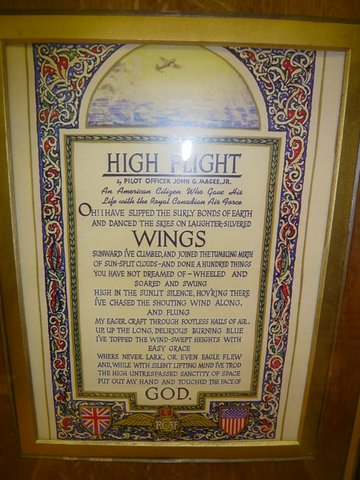 HIGH FLIGHT
by PILOT OFFICER JOHN G. MAGEE, JR.
An American Citizen Who Gave His
Life with the Royal Canadian Air Force
OH! I HAVE SLIPPED THE SURLY BONDS OF EARTH
AND DANCED THE SKIES ON LAUGHTER-SILVERED
WINGS
SUNWARD I'VE CLIMBED, AND JOINED THE TUMBLING MIRTH
OF SUN-SPLIT CLOUDS-AND DONE A HUNDRED THINGS
YOU HAVE NOT DREAMED OF-WHEELED AND
SOARED AND SWUNG
HIGH IN THE SUNLIT SILENCE, HOV'RING THERE
I'VE CHASED THE SHOUTING WIND ALONG,
AND FLUNG
MY EAGER, CRAFT THROUGH FOOTLESS HALLS OF AIR..
UP, UP THE LONG, DELIRIOUS BURNING BLUE
I'VE TOPPED THE WIND-SWEPT HEIGHTS WITH
EASY GRACE
WHERE NEVER LARK, OR EVEN EAGLE FLEW
AND, WHILE WITH SILENT LIFTING MIND I'VE TROD
THE HIGH UNTRESPASSED SANCTITY OF SPACE
PUT OUT MY HAND AND TOUCHED THE FACE OF
GOD.
RCAF